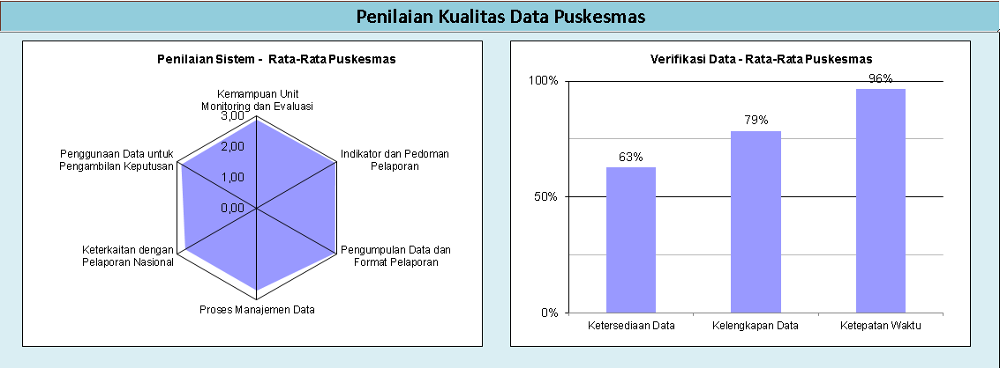 Penilaian Kualitas Data Puskesmas
Penilaian Sistem - Rata-Rata Puskesmas
Kemampuan Unit
Monitoring dan Evaluasi
3,00
2,00
1,00
0,00
Penggunaan Data untuk
Pengambilan Keputusan
Indikator dan Pedoman
Pelaporan
Keterkaitan dengan
Pelaporan Nasional
Pengumpulan Data dan
Format Pelaporan
Proses Manajemen Data
Verifikasi Data - Rata-Rata Puskesmas
100%
50%
0%
63%
79%
96%
Ketersediaan Data
Kelengkapan Data
Ketepatan Waktu